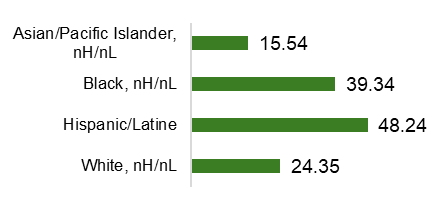 Asian/Pacific Islander,
nH/nL
15.54
Black, nH/nL
39.34
Hispanic/Latine
48.24
White, nH/nL
24.35